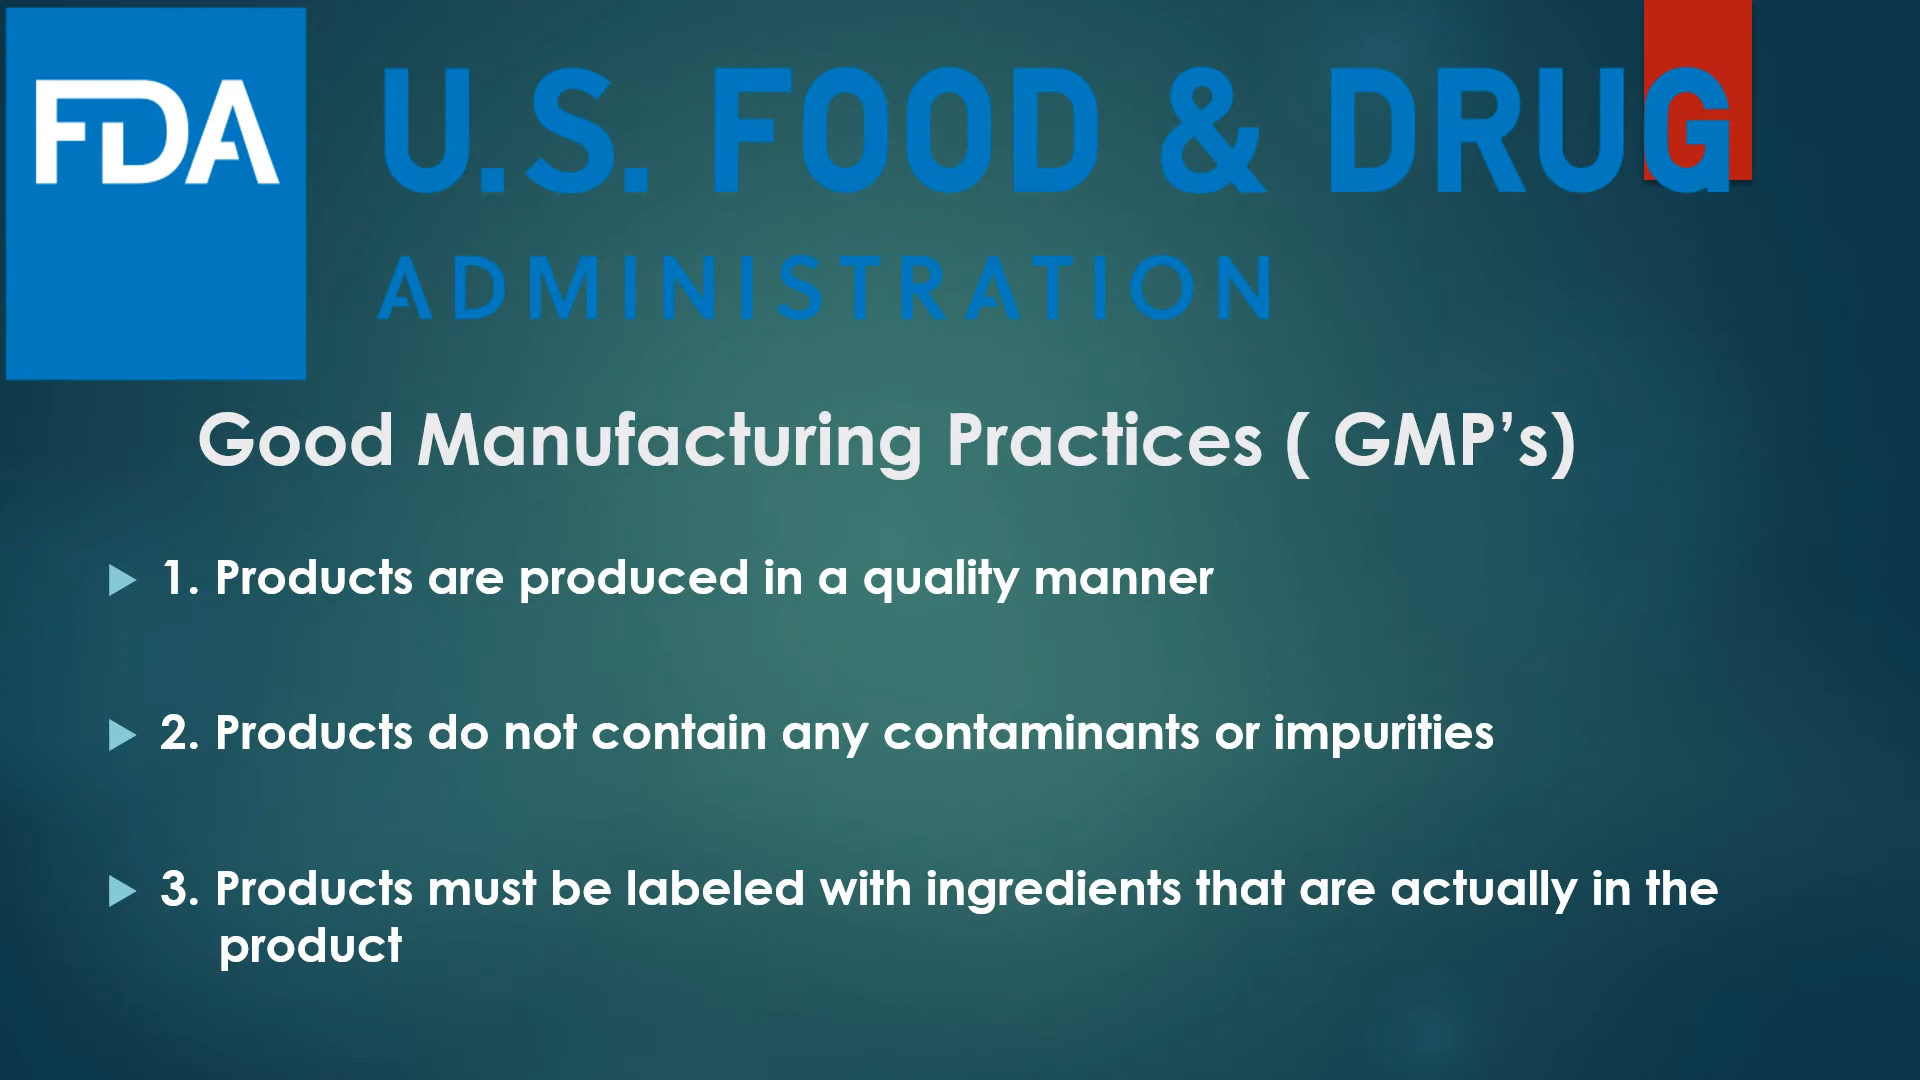 FDA
U.S. FOOD & DRUG
ADMINISTRATION
Good Manufacturing Practices ( GMP’s)
1. Products are produced in a quality manner
2. Products do not contain any contaminants or impurities
3. Products must be labeled with ingredients that are actually in the
product